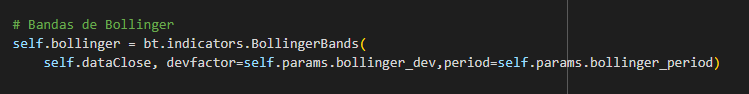 # Bandas de Bollinger
self.bollinger = bt.indicators.BollingerBands(
self.dataClose, devfactor=self.params.bollinger_dev,period=self.params.bollinger_period)